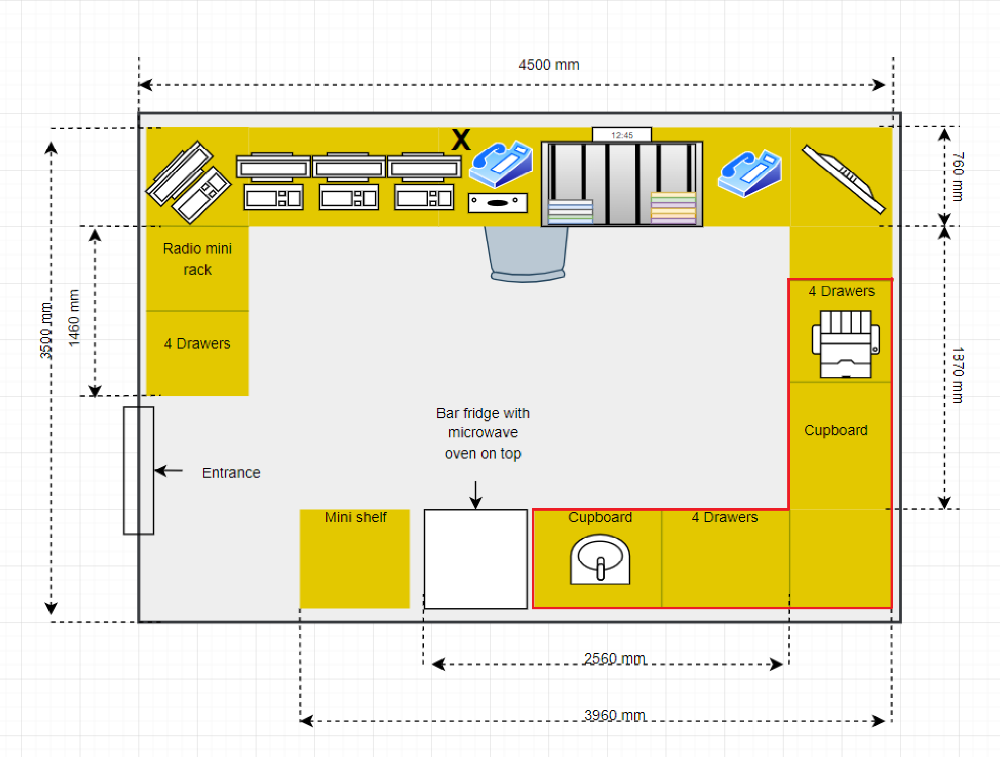 4500 mm
X
12:45
760 mm
Radio mini
rack
4 Drawers
1460 mm
3500 mm
4 Drawers
1370 mm
Cupboard
Bar fridge with
microwave
oven on top
Entrance
Mini shelf
Cupboard
4 Drawers
2560 mm
3960 mm